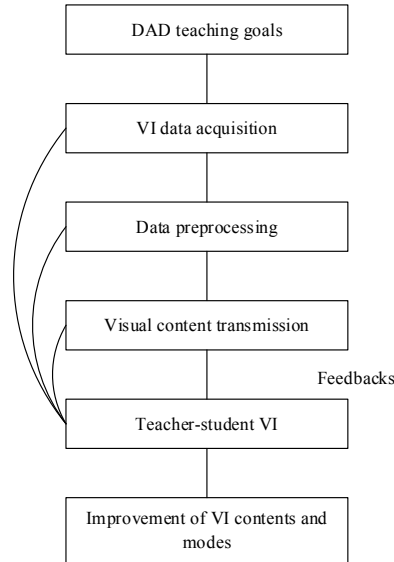 DAD teaching goals
VI data acquisition
Data preprocessing
Visual content transmission
Feedbacks
Teacher-student VI
Improvement of VI contents and
modes